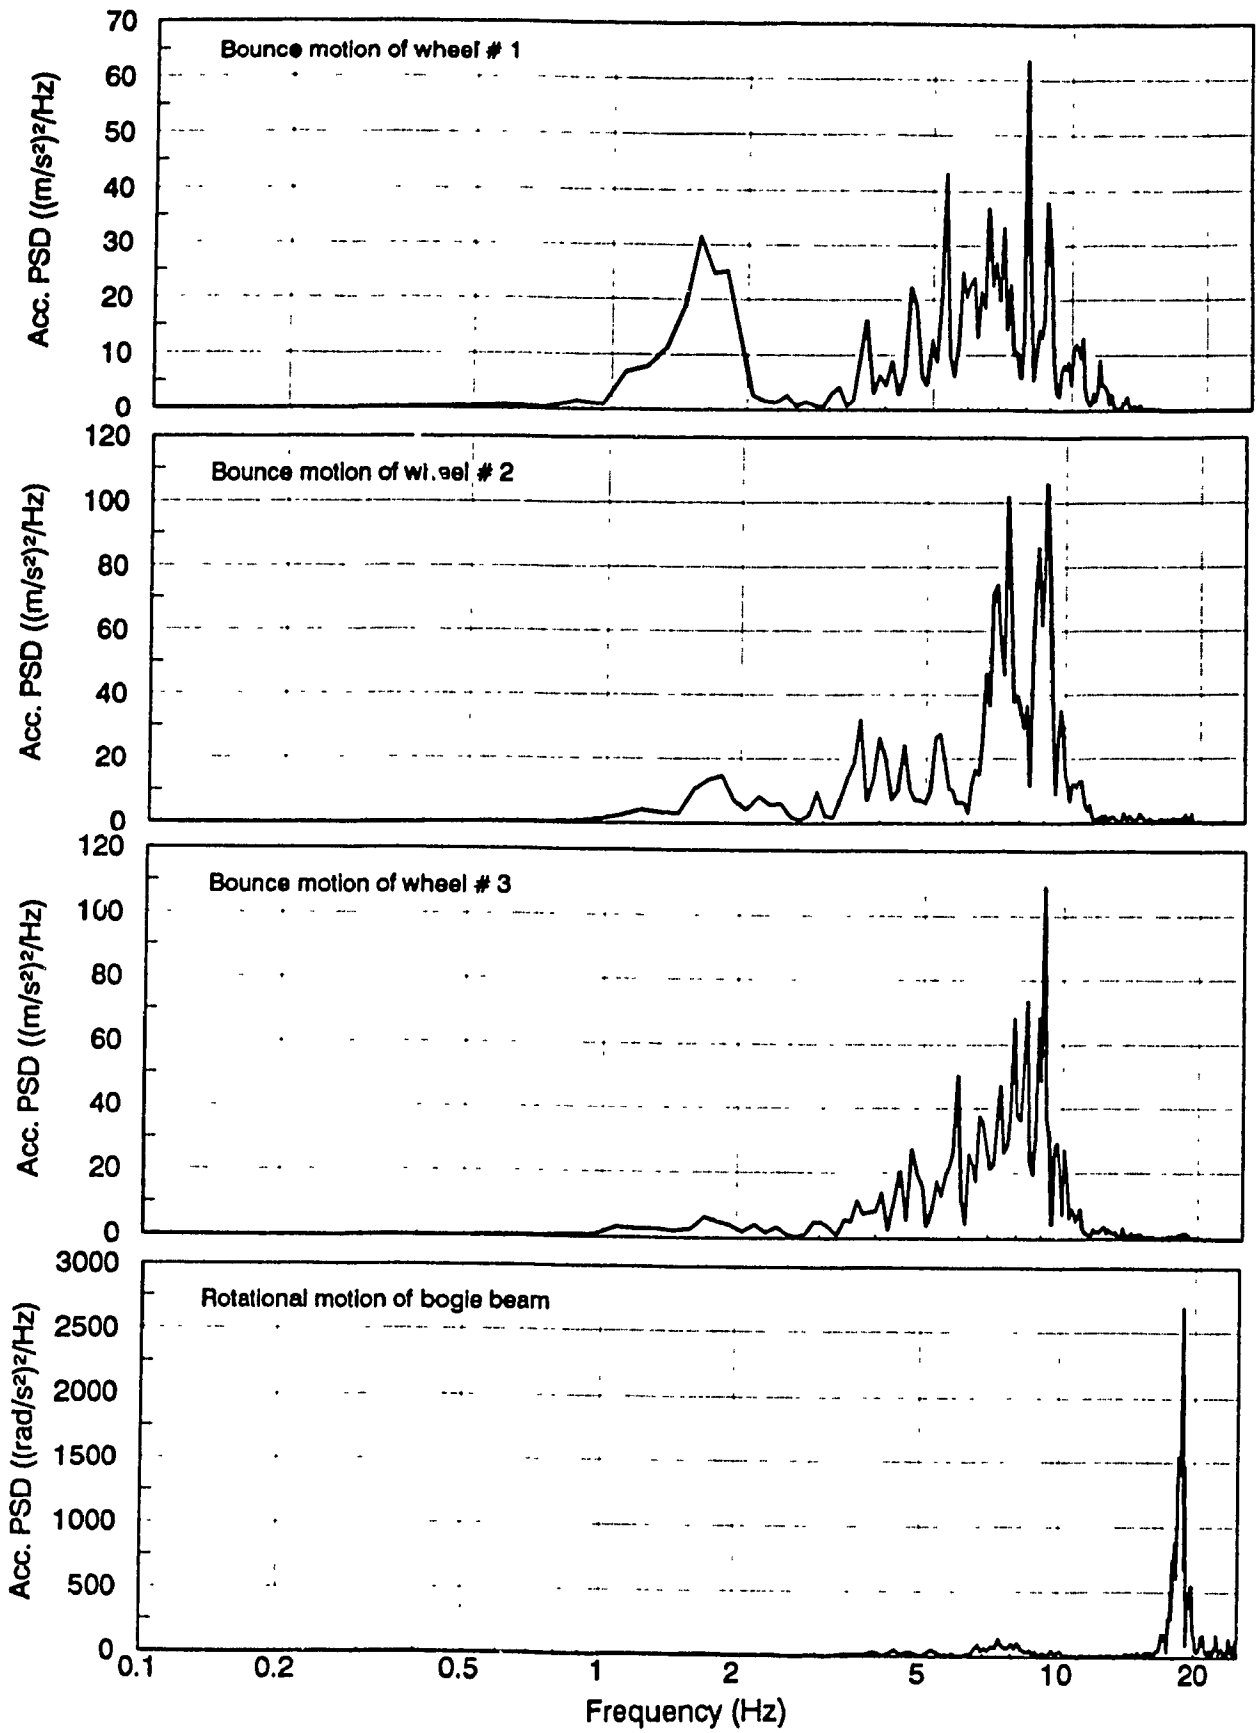 70
60
50
40
30
20
10
0
Acc. PSD ((m/s²)²/Hz)
Bounce motion of wheel # 1
120
100
80
60
40
20
0
Acc. PSD ((m/s²)²/Hz)
Bounce motion of # 2
120
100
80
60
40
20
0
Acc. PSD ((m/s²)²/Hz)
Bounce motion of wheel # 3
3000
2500
2000
1500
1000
500
0
Acc. PSD ((rad/s²)²/Hz)
Rotational motion of bogie beam
0.1 0.2 0.5 1 2 5 10 20
Frequency (Hz)